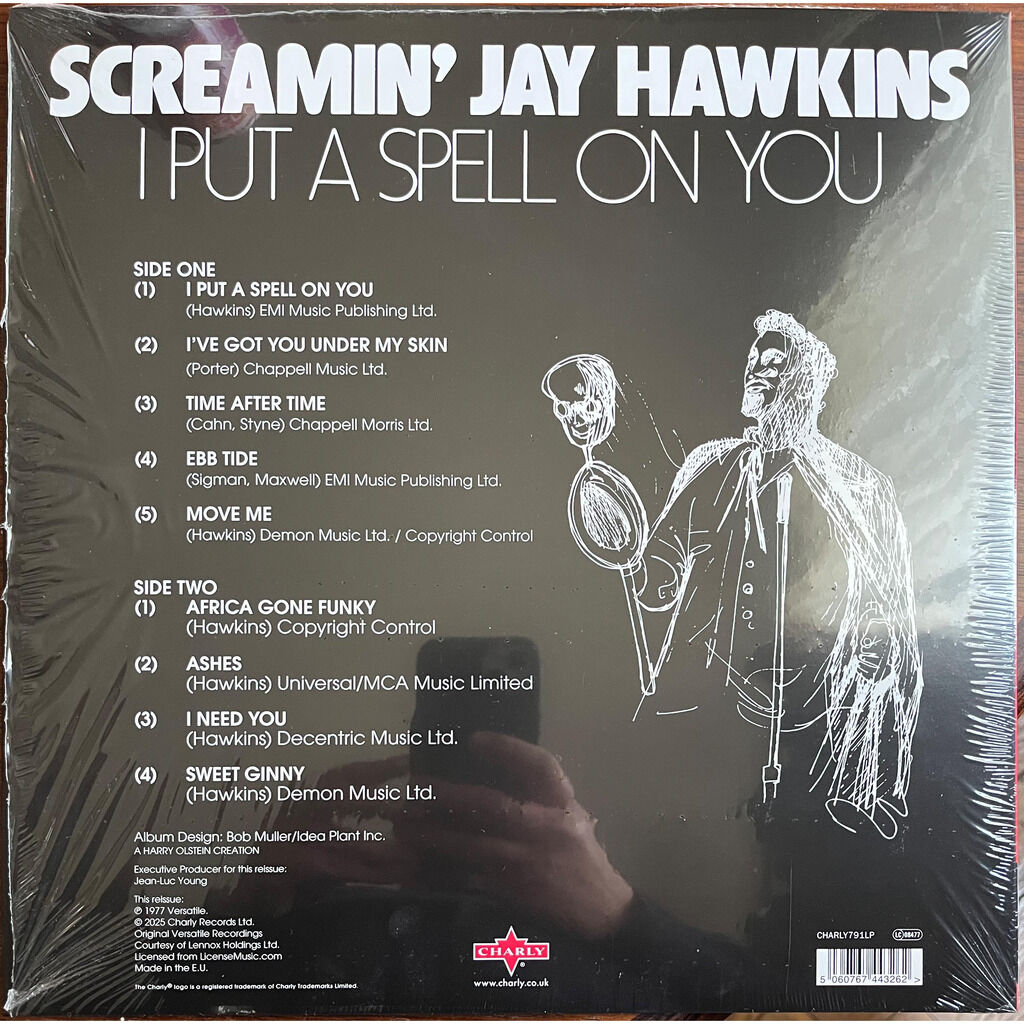 SCREAMIN' JAY HAWKINS
I PUT A SPELL ON YOU
SIDE ONE
(1) I PUT A SPELL ON YOU
(Hawkins) EMI Music Publishing Ltd.
(2) I'VE GOT YOU UNDER MY SKIN
(Porter) Chappell Music Ltd.
(3) TIME AFTER TIME
(Cahn, Styne) Chappell Morris Ltd.
(4) EBB TIDE
(Sigman, Maxwell) EMI Music Publishing Ltd.
(5) MOVE ME
(Hawkins) Demon Music Ltd. / Copyright Control
SIDE TWO
(1) AFRICA GONE FUNKY
(Hawkins) Copyright Control
(2) ASHES
(Hawkins) Universal/MCA Music Limited
(3) I NEED YOU
(Hawkins) Decentric Music Ltd.
(4) SWEET GINNY
(Hawkins) Demon Music Ltd.
Album Design: Bob Muller/Idea Plant Inc.
A HARRY OLSTEIN CREATION
Executive Producer for this reissue:
Jean-Luc Young
This reissue:
℗ 1977 Versatile.
© 2025 Charly Records Ltd.
Original Versatile Recordings
Courtesy of Lennox Holdings Ltd.
Licensed from LicenseMusic.com
Made in the E.U.
The Charly® logo is a registered trademark of Charly Trademarks Limited.
CHARLY®
www.charly.co.uk
CHARLY791LP
LC 08477
5 060767 443262 >